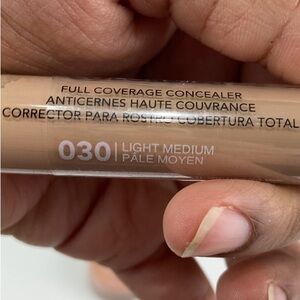 FULL COVERAGE CONCEALER
ANTICERNES HAUTE COUVRANCE
CORRECTOR PARA ROSTRO COBERTURA TOTAL
030 LIGHT MEDIUM
PÂLE MOYEN